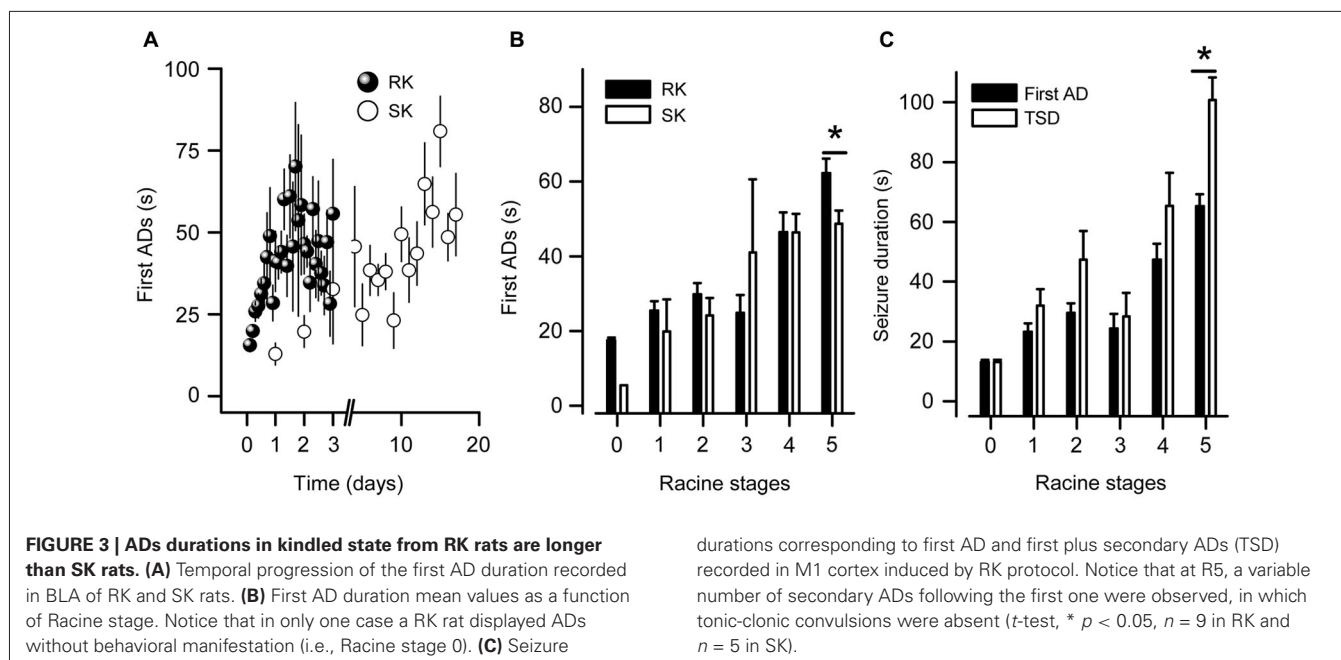 A
100
75
50
25
0
First ADs (s)
RK
SK
0 1 2 3 10 20
Time (days)
B
80
60
40
20
0
First ADs (s)
RK
SK
*
0 1 2 3 4 5
Racine stages
C
100
80
60
40
20
0
Seizure duration (s)
First AD
TSD
*
0 1 2 3 4 5
Racine stages
FIGURE 3 | ADs durations in kindled state from RK rats are longer
than SK rats. (A) Temporal progression of the first AD duration recorded
in BLA of RK and SK rats. (B) First AD duration mean values as a function
of Racine stage. Notice that in only one case a RK rat displayed ADs
without behavioral manifestation (i.e., Racine stage 0). (C) Seizure
durations corresponding to first AD and first plus secondary ADs (TSD)
recorded in M1 cortex induced by RK protocol. Notice that at R5, a variable
number of secondary ADs following the first one were observed, in which
tonic-clonic convulsions were absent (t-test, * p < 0.05, n = 9 in RK and
n = 5 in SK).